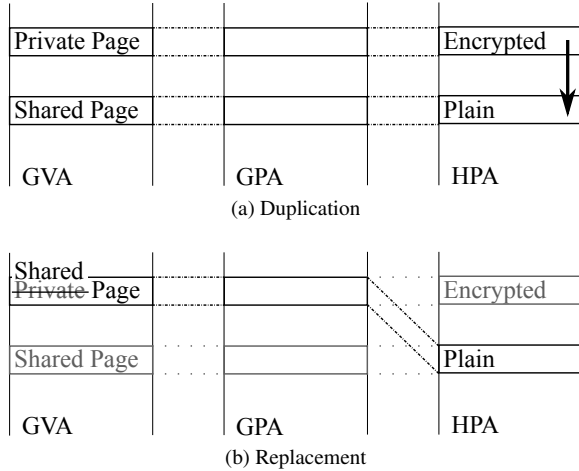 Private Page Encrypted
Shared Page Plain
GVA GPA HPA
(a) Duplication
Shared
Private Page Encrypted
Shared Page Plain
GVA GPA HPA
(b) Replacement